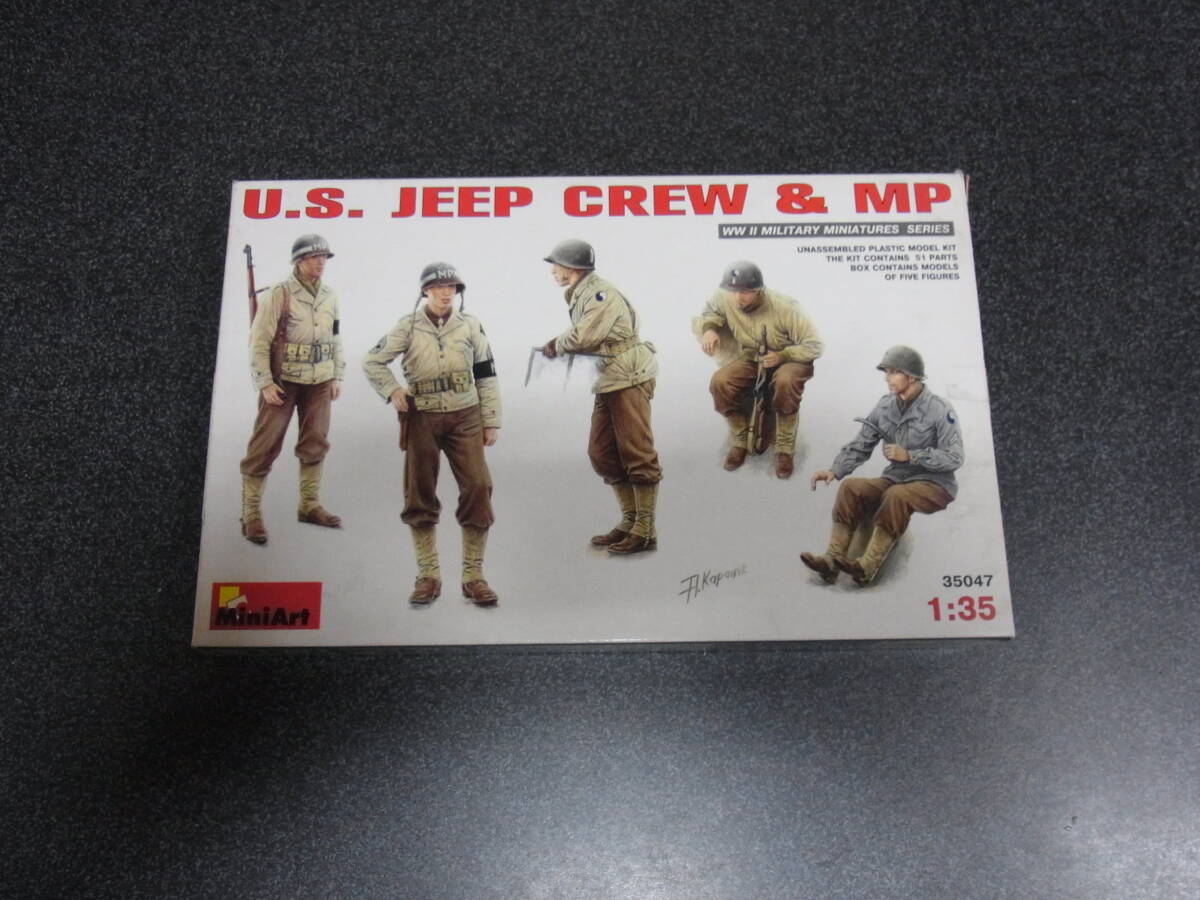 U.S. JEEP CREW & MP
WW II MILITARY MINIATURES SERIES
UNASSEMBLED PLASTIC MODEL KIT
THE KIT CONTAINS 51 PARTS
BOX CONTAINS MODELS
OF FIVE FIGURES
MP
MiniArt
35047
1:35